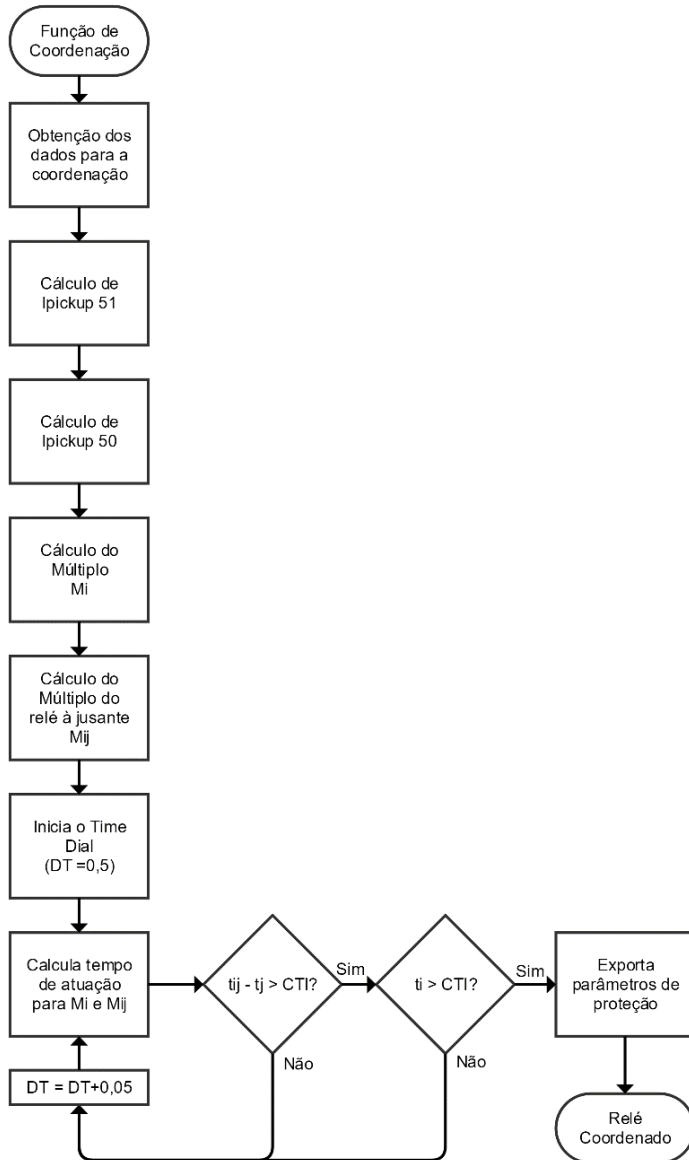 Função de
Coordenação
Obtenção dos
dados para a
coordenação
Cálculo de
Ipickup 51
Cálculo de
Ipickup 50
Cálculo do
Múltiplo
Mi
Cálculo do
Múltiplo do
relé à jusante
Mij
Inicia o Time
Dial
(DT =0,5)
Calcula tempo
de atuação
para Mi e Mij
tij - tj > CTI?
Sim
ti > CTI?
Sim
Exporta
parâmetros de
proteção
Não
Não
DT = DT+0,05
Relé
Coordenado